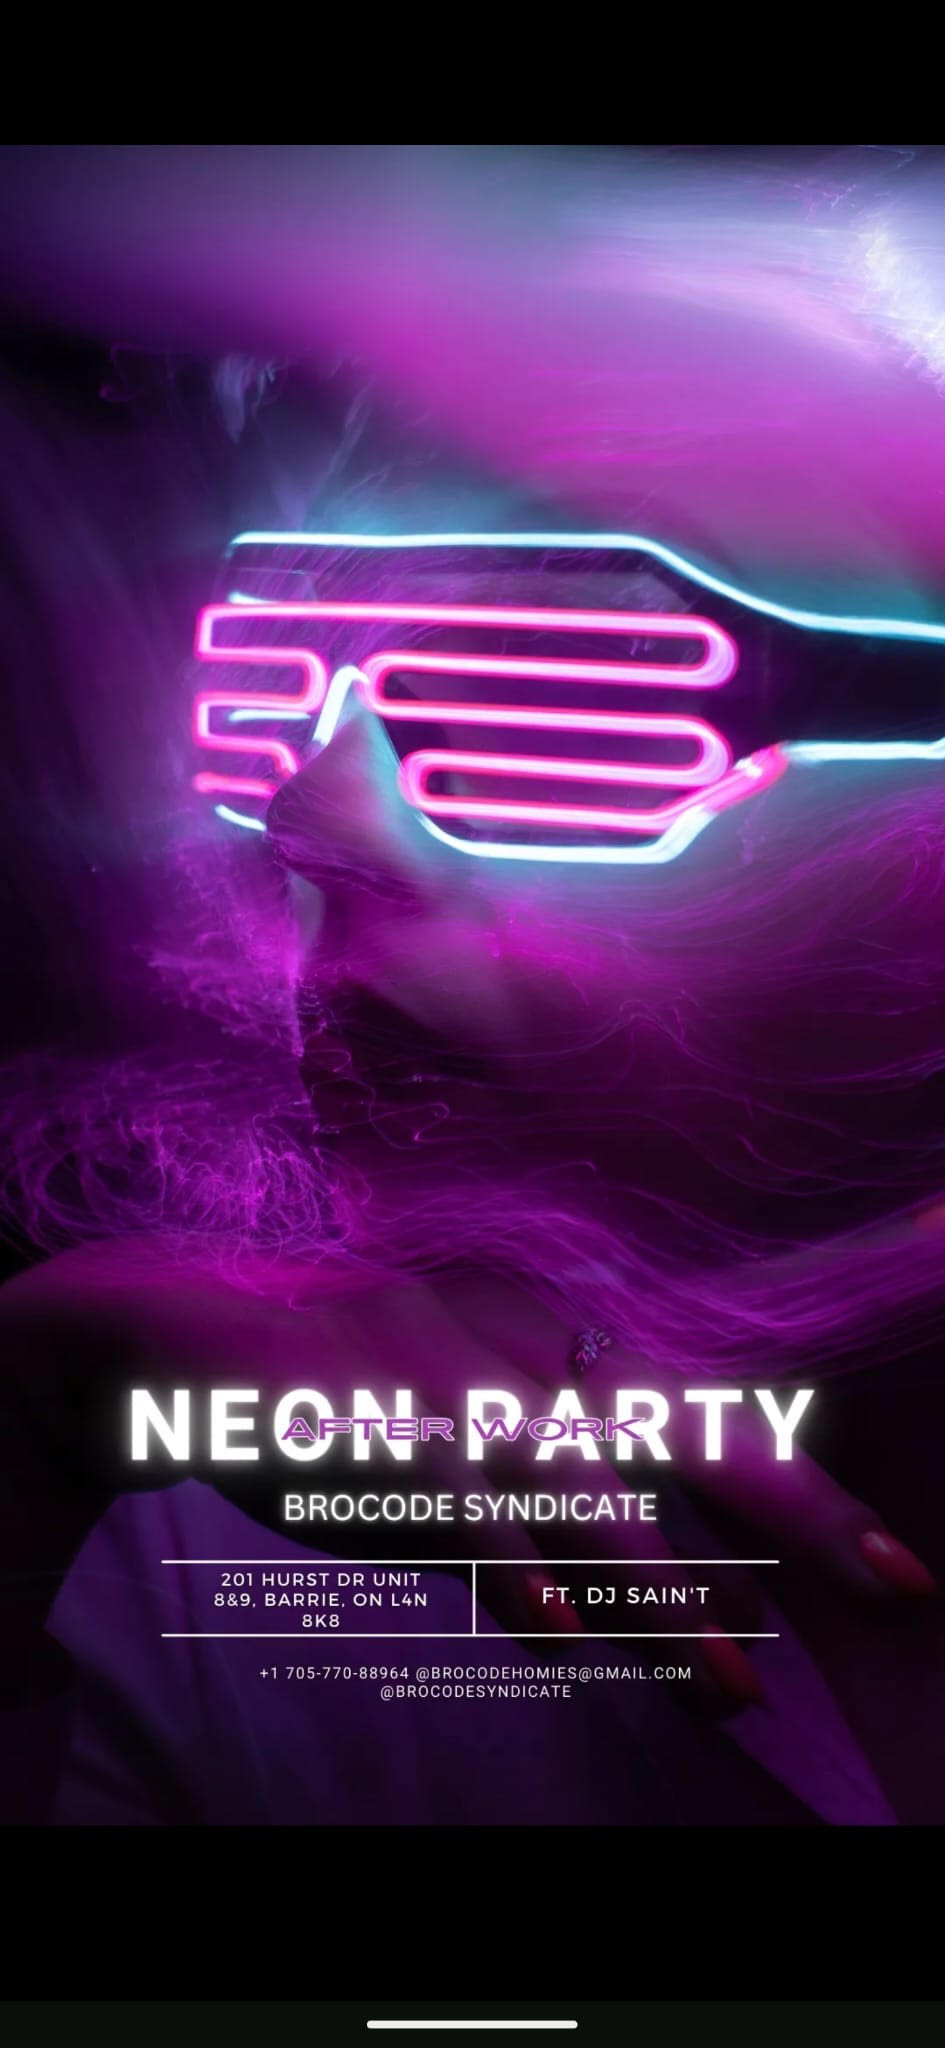 NEON PARTY
AFTER WORK
BROCODE SYNDICATE
201 HURST DR UNIT
8&9, BARRIE, ON L4N
8K8
FT. DJ SAIN'T
+1 705-770-88964 @BROCODEHOMIES@GMAIL.COM
@BROCODESYNDICATE